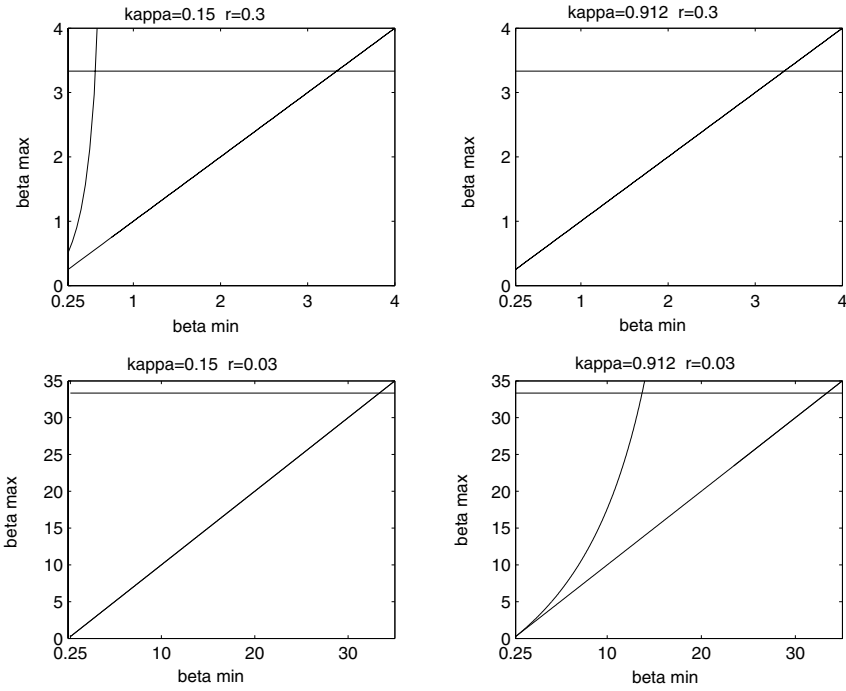 kappa=0.15 r=0.3
4
3
2
1
0
beta max
0.25 1 2 3 4
beta min
kappa=0.912 r=0.3
4
3
2
1
0
beta max
0.25 1 2 3 4
beta min
kappa=0.15 r=0.03
35
30
25
20
15
10
5
0
beta max
0.25 10 20 30
beta min
kappa=0.912 r=0.03
35
30
25
20
15
10
5
0
beta max
0.25 10 20 30
beta min